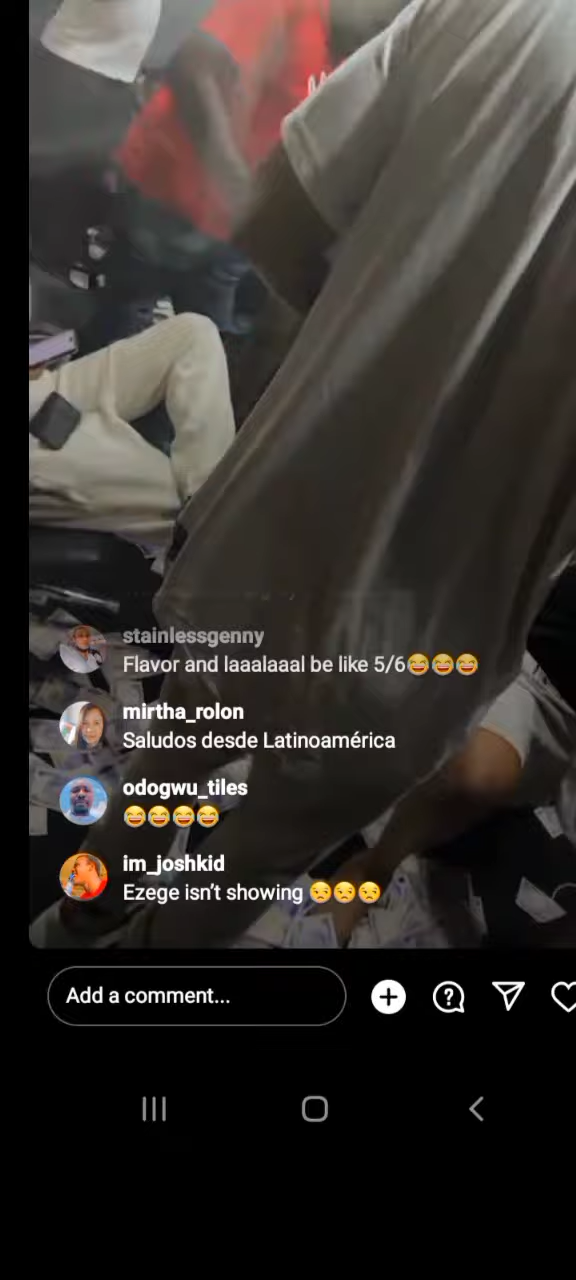 stainlessgenny
Flavor and laaalaaal be like 5/6😂😂😂
mirtha_rolon
Saludos desde Latinoamérica
odogwu_tiles
😂😂😂😂
im_joshkid
Ezege isn't showing 😒😒😒
Add a comment...